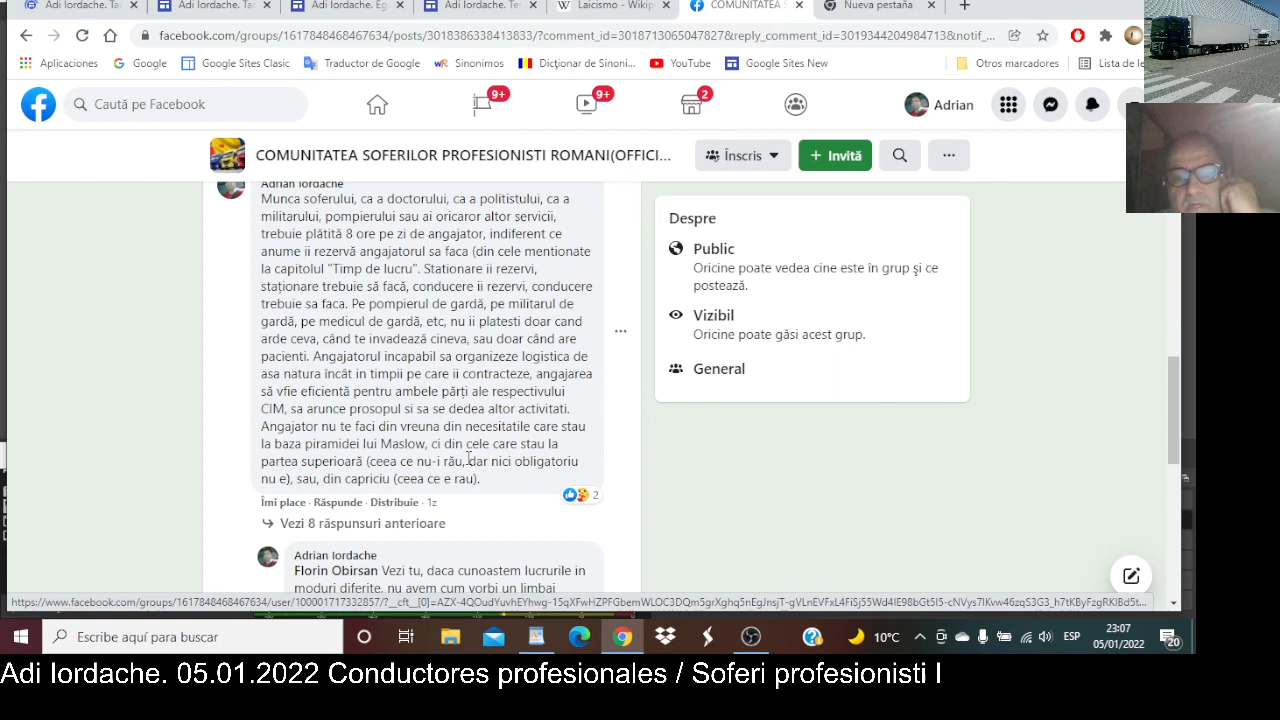 Adi Iordache. Ta
Adi Iordache.
Adi Iordache. Eg
Adi Iordache. Te
Laicismo - Wikip
COMUNITATEA S
Nueva pestaña
facebook.com/groups/1617848468467634/posts/
Aplicaciones
Google
Google Sites Clasic
Traductor de Google
Sinonimos
Dicţionar de Sinoni...
YouTube
Google Sites New
Otros marcadores
Lista de le
Caută pe Facebook
9+
9+
2
Adrian
COMUNITATEA SOFERILOR PROFESIONISTI ROMANI(OFFICI...
Înscris
+ Invită
Adrian Iordache
Munca soferului, ca a doctorului, ca a politistului, ca a
militarului, pompierului sau ai oricaror altor servicii,
trebuie plătită 8 ore pe zi de angajator, indiferent ce
anume ii rezervă angajatorul sa faca (din cele mentionate
la capitolul "Timp de lucru". Stationare ii rezervi,
staționare trebuie să facă, conducere ii rezervi, conducere
trebuie sa faca. Pe pompierul de gardă, pe militarul de
gardă, pe medicul de gardă, etc, nu ii platesti doar cand
arde ceva, când te invadează cineva, sau doar când are
pacienti. Angajatorul incapabil sa organizeze logistica de
asa natura încât in timpii pe care ii contracteze, angajarea
să vfie eficientă pentru ambele părți ale respectivului
CIM, sa arunce prosopul si sa se dedea altor activitati.
Angajator nu te faci din vreuna din necesitatile care stau
la baza piramidei lui Maslow, ci din cele care stau la
partea superioară (ceea ce nu-i rău, dar nici obligatoriu
nu e), sau, din capriciu (ceea ce e rau).
Îmi place · Răspunde · Distribuie · 1z
2
Vezi 8 răspunsuri anterioare
Adrian Iordache
Florin Obirsan Vezi tu, daca cunoastem lucrurile in
moduri diferite, nu avem cum vorbi un limbaj
Despre
Public
Oricine poate vedea cine este în grup şi ce
postează.
Vizibil
Oricine poate găsi acest grup.
General
Escribe aquí para buscar
10°C
ESP
23:07
05/01/2022
20
Adi Iordache. 05.01.2022 Conductores profesionales / Soferi profesionisti I